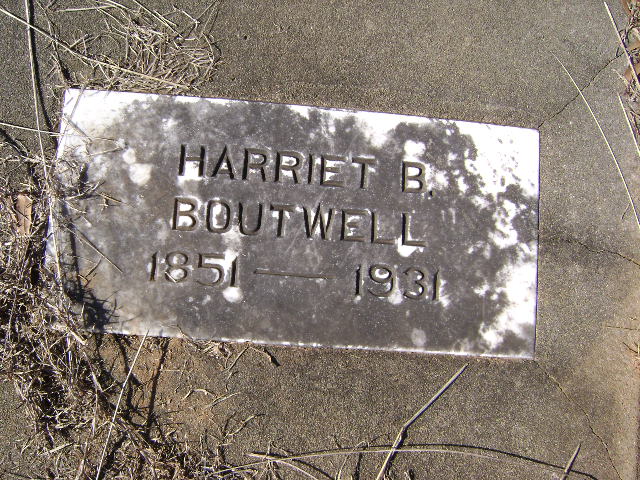 HARRIET B.
BOUTWELL
1851 — 1931